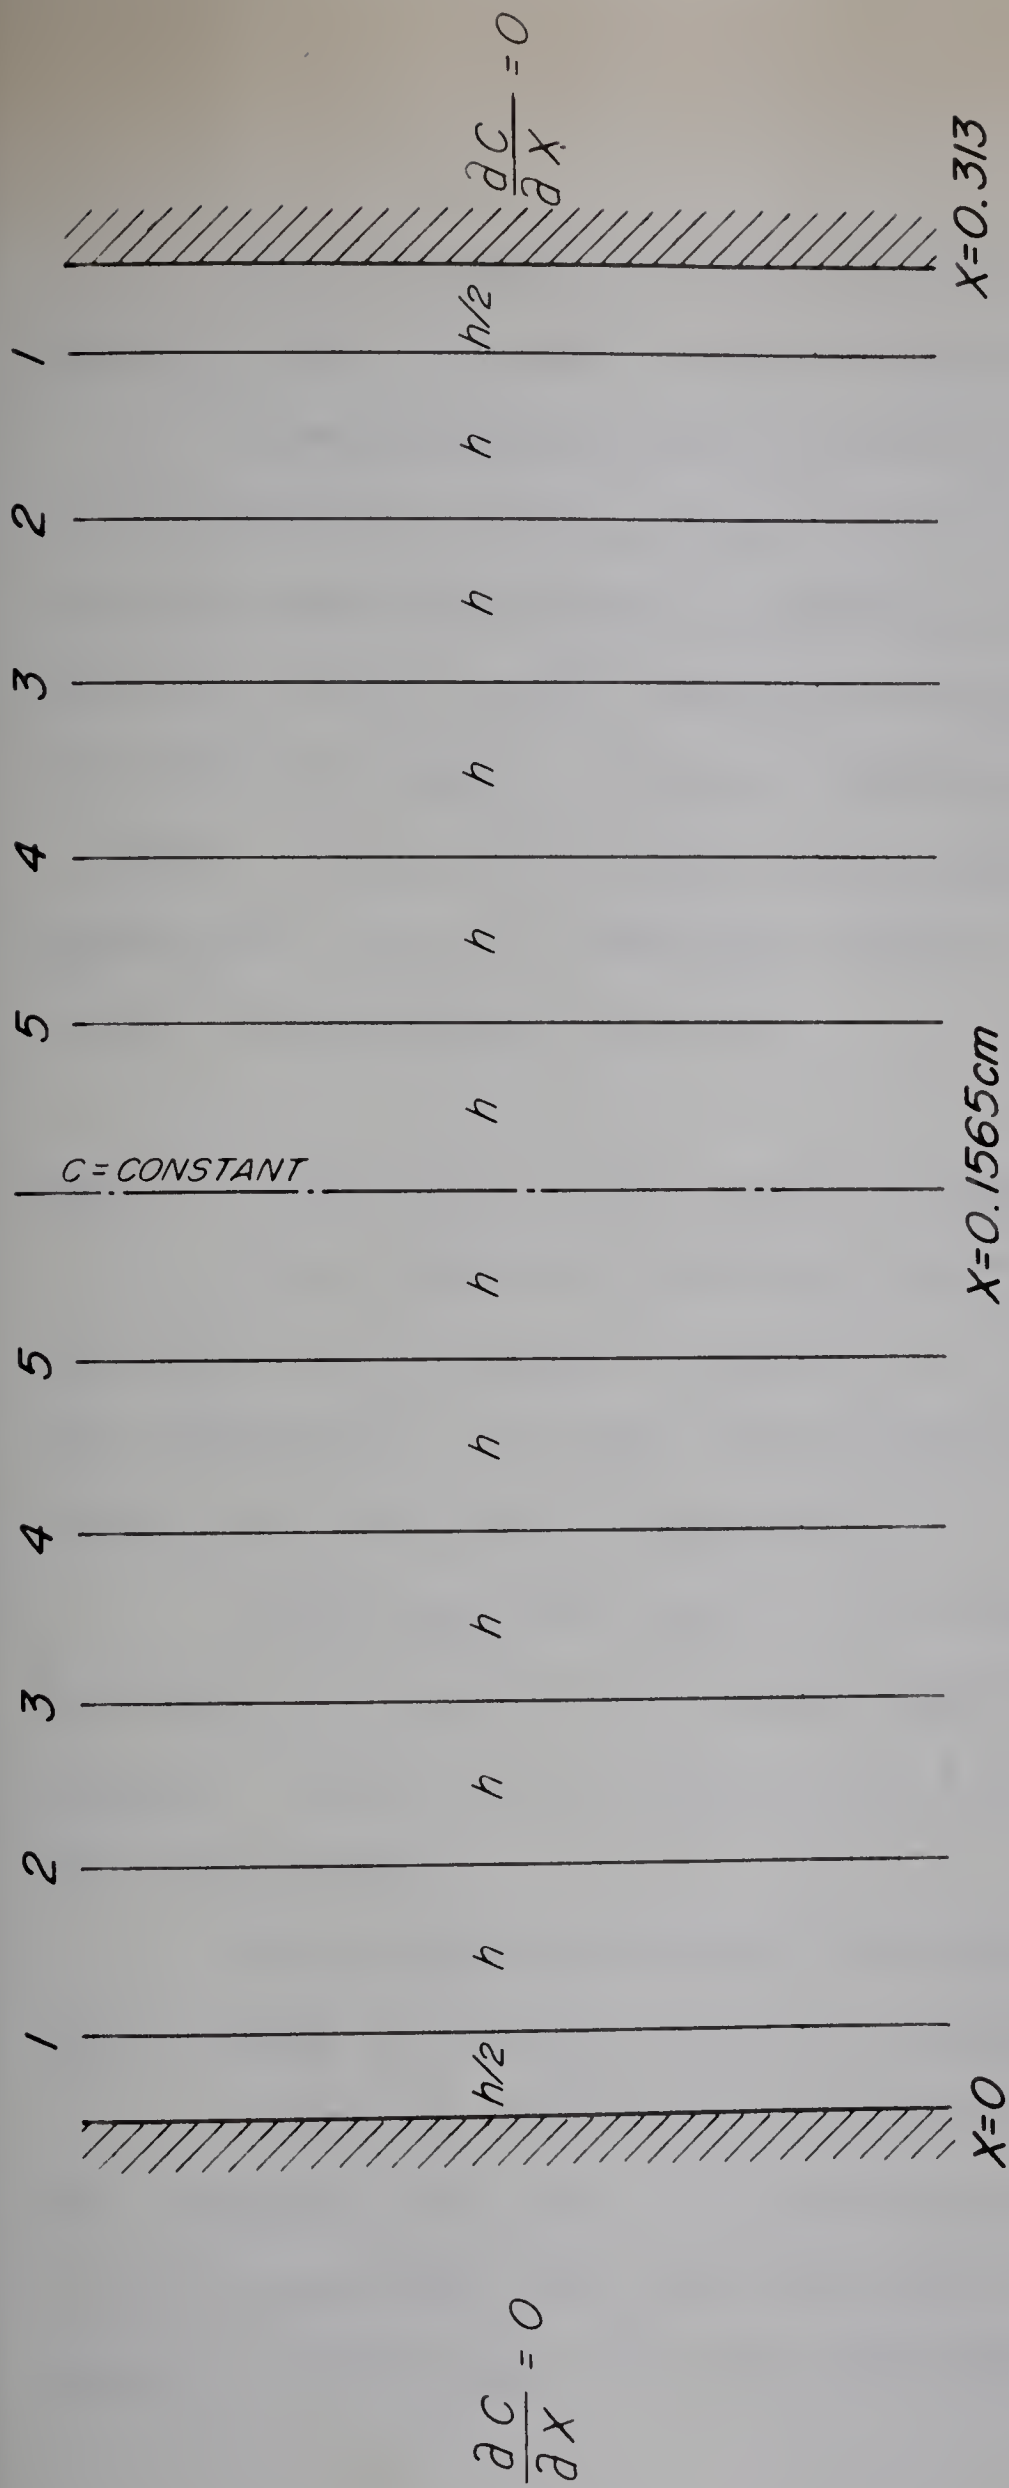 1 2 3 4 5 5 4 3 2 1
C = CONSTANT
∂C/∂X = 0 h/2 h h h h h h h h h h h/2 ∂C/∂X = 0
X=0 X=0.1565cm X=0.313